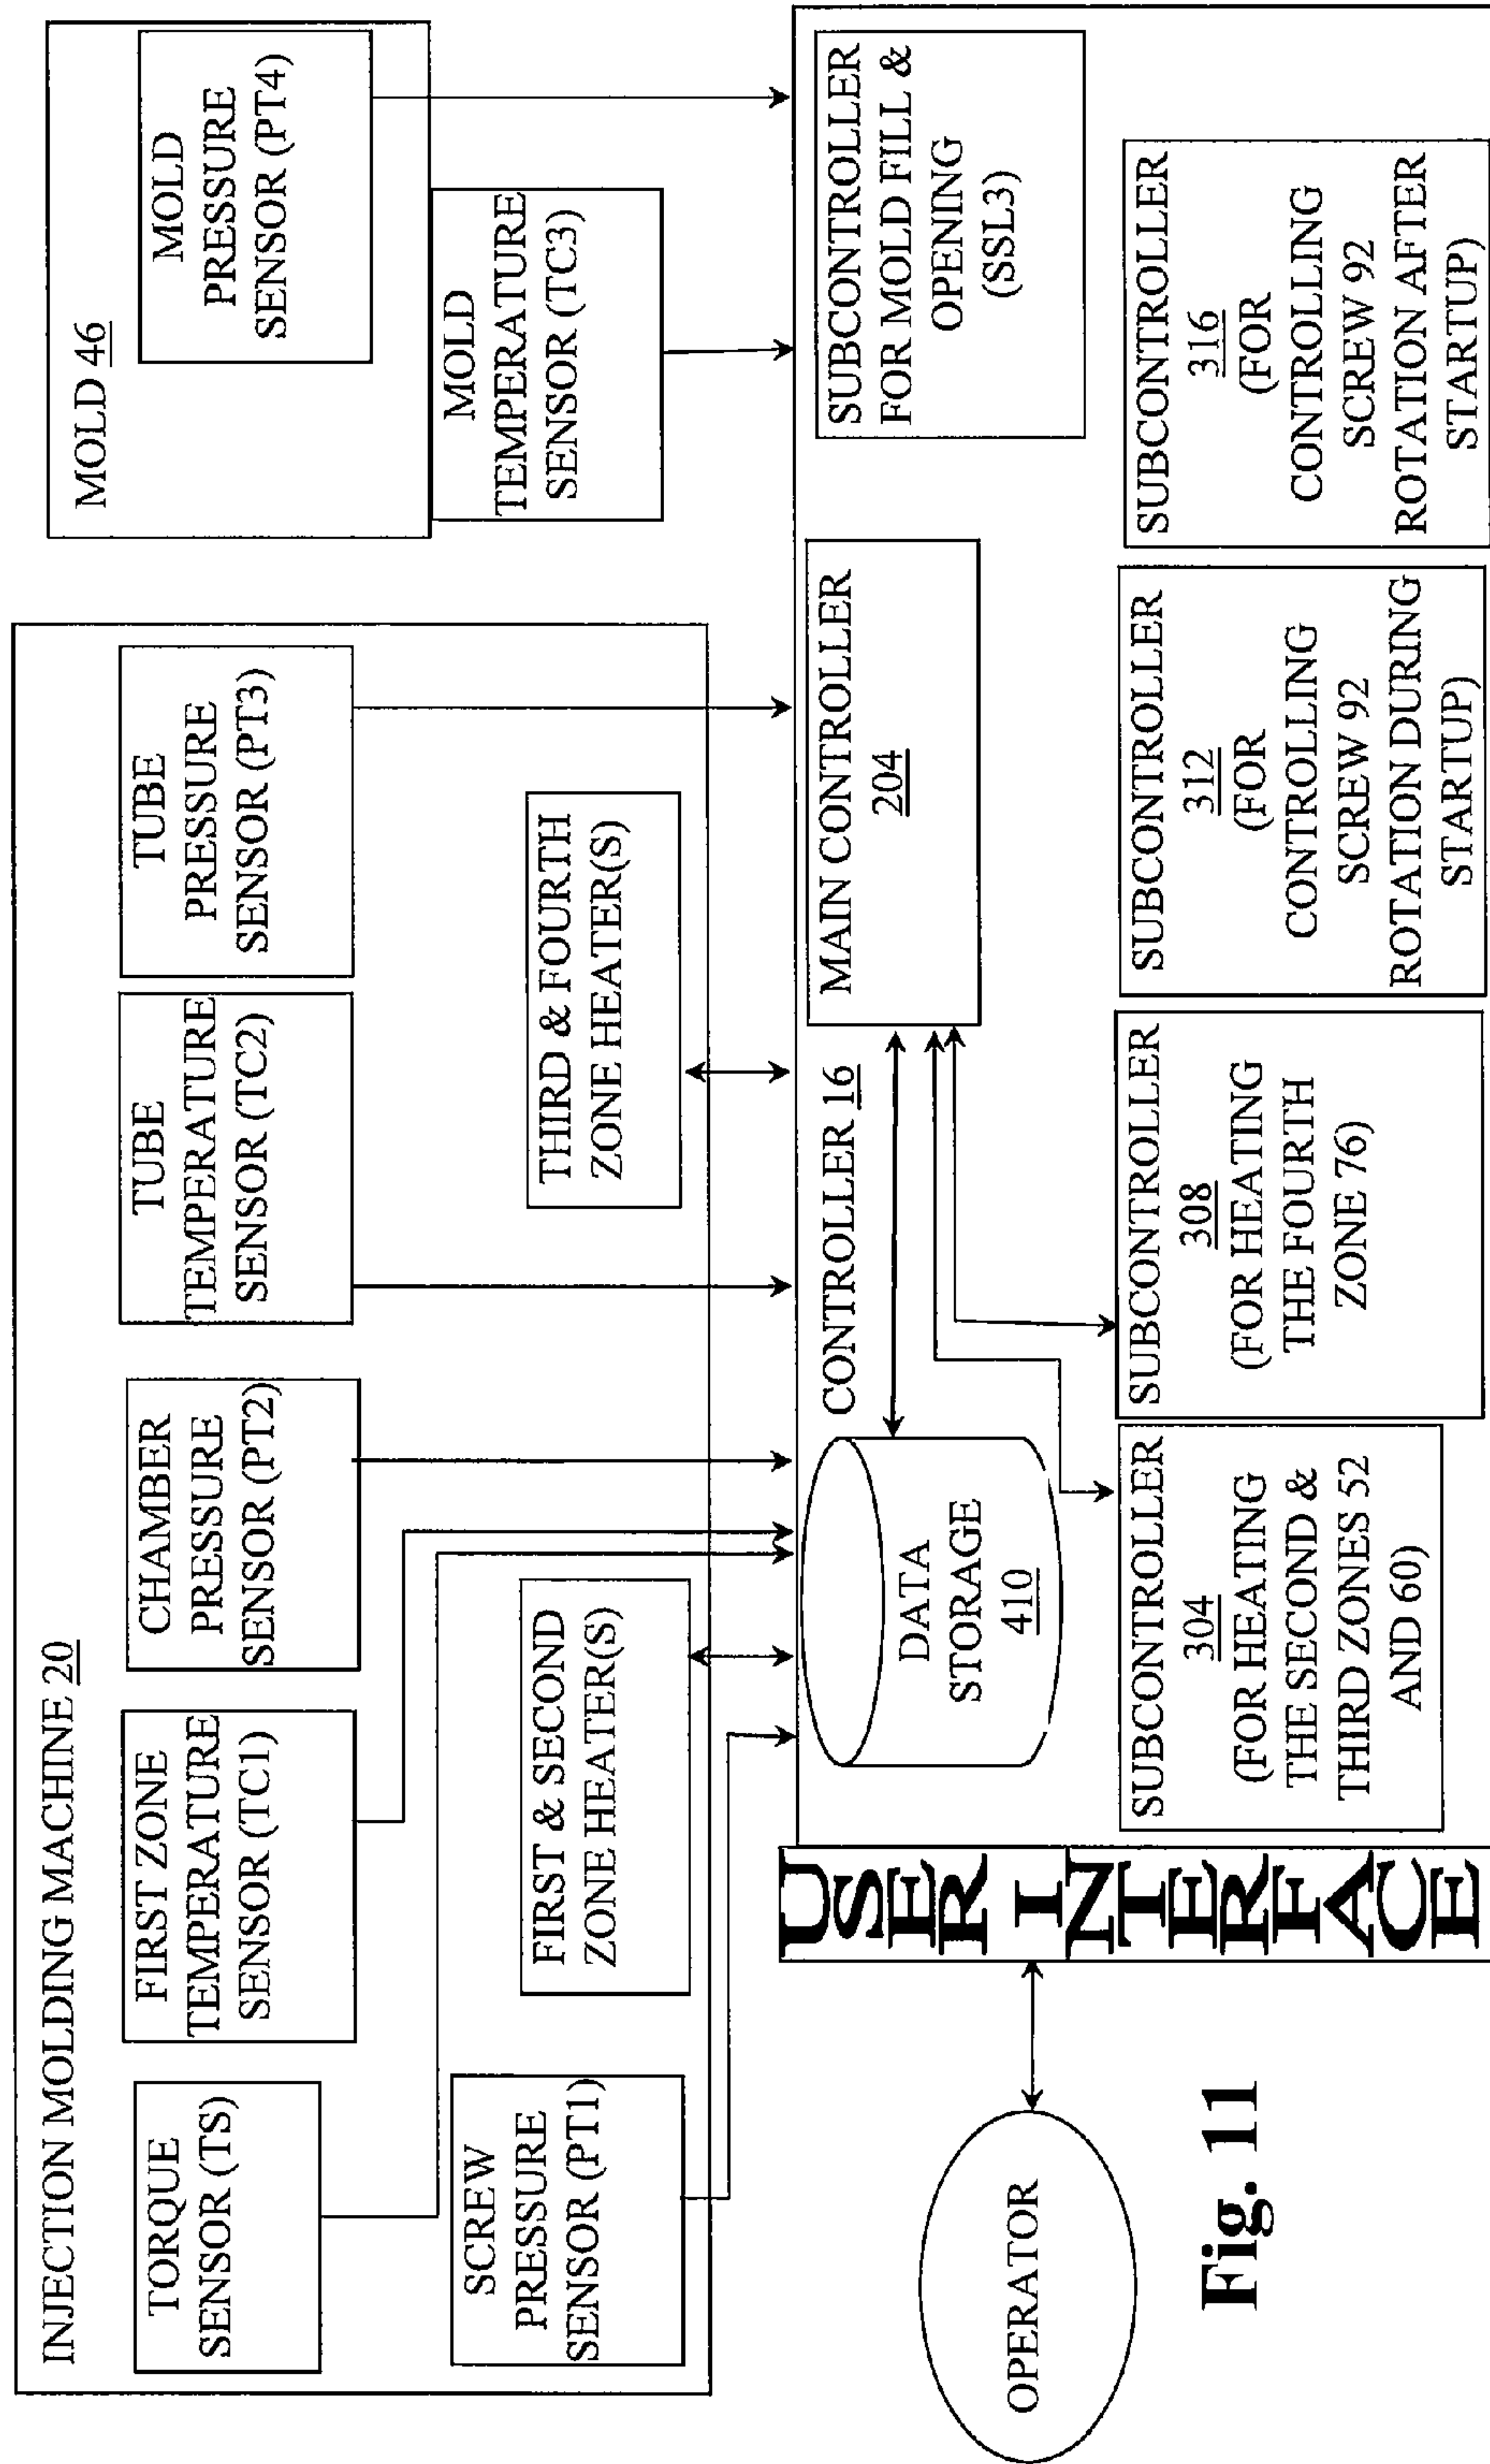 INJECTION MOLDING MACHINE 20
TORQUE
SENSOR (TS)
FIRST ZONE
TEMPERATURE
SENSOR (TC1)
CHAMBER
PRESSURE
SENSOR (PT2)
TUBE
TEMPERATURE
SENSOR (TC2)
TUBE
PRESSURE
SENSOR (PT3)
SCREW
PRESSURE
SENSOR (PT1)
FIRST & SECOND
ZONE HEATER(S)
THIRD & FOURTH
ZONE HEATER(S)
MOLD 46
MOLD
PRESSURE
SENSOR (PT4)
MOLD
TEMPERATURE
SENSOR (TC3)
OPERATOR
USER INTERFACE
CONTROLLER 16
DATA
STORAGE
410
MAIN CONTROLLER
204
SUBCONTROLLER
FOR MOLD FILL &
OPENING
(SSL3)
SUBCONTROLLER
304
(FOR HEATING
THE SECOND &
THIRD ZONES 52
AND 60)
SUBCONTROLLER
308
(FOR HEATING
THE FOURTH
ZONE 76)
SUBCONTROLLER
312
(FOR
CONTROLLING
SCREW 92
ROTATION DURING
STARTUP)
SUBCONTROLLER
316
(FOR
CONTROLLING
SCREW 92
ROTATION AFTER
STARTUP)
Fig. 11